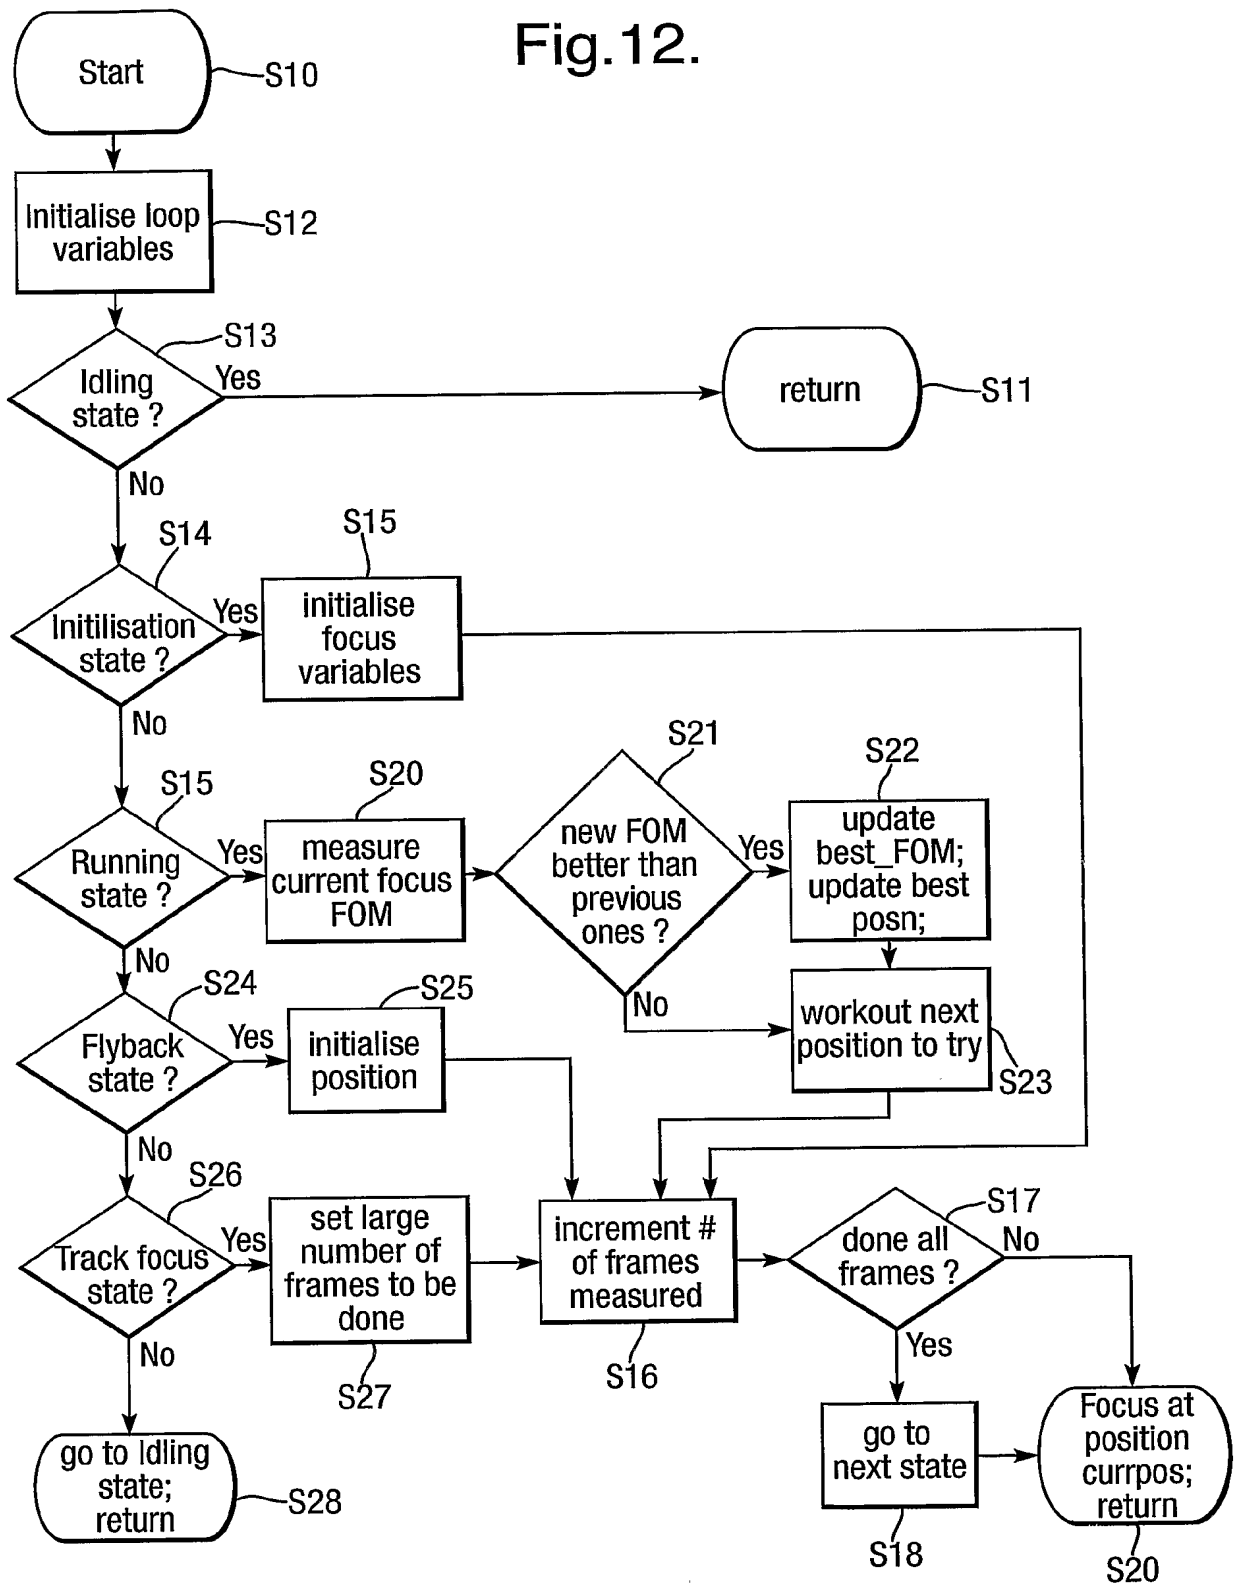 Fig.12.
Start
S10
Initialise loop
variables
S12
S13
Idling
state ?
Yes
return
S11
No
S14
Initilisation
state ?
Yes
S15
initialise
focus
variables
No
S15
Running
state ?
Yes
S20
measure
current focus
FOM
S21
new FOM
better than
previous
ones ?
Yes
S22
update
best_FOM;
update best
posn;
No
workout next
position to try
S23
No
S24
Flyback
state ?
Yes
S25
initialise
position
No
S26
Track focus
state ?
Yes
set large
number of
frames to be
done
S27
increment #
of frames
measured
S16
S17
done all
frames ?
No
Yes
go to
next state
S18
Focus at
position
currpos;
return
S20
No
go to Idling
state;
return
S28